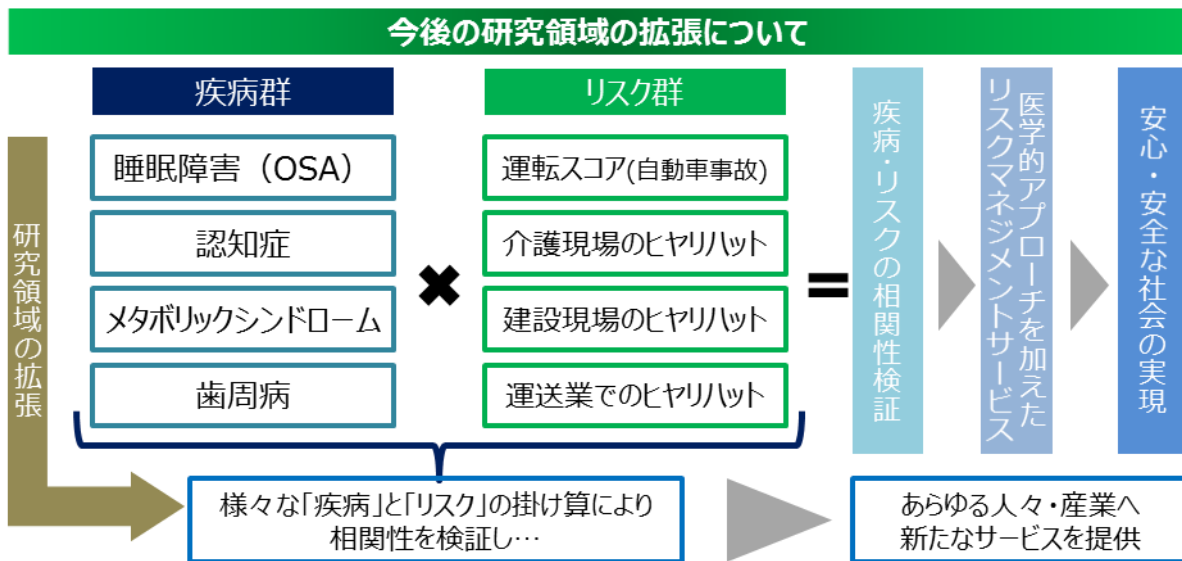 今後の研究領域の拡張について
疾病群
リスク群
睡眠障害（OSA）
運転スコア(自動車事故)
認知症
介護現場のヒヤリハット
メタボリックシンドローム
建設現場のヒヤリハット
歯周病
運送業でのヒヤリハット
✖
=
疾病・リスクの相関性検証
医学的アプローチを加えた
リスクマネジメントサービス
安心・安全な社会の実現
研究領域の拡張
様々な「疾病」と「リスク」の掛け算により
相関性を検証し…
あらゆる人々・産業へ
新たなサービスを提供